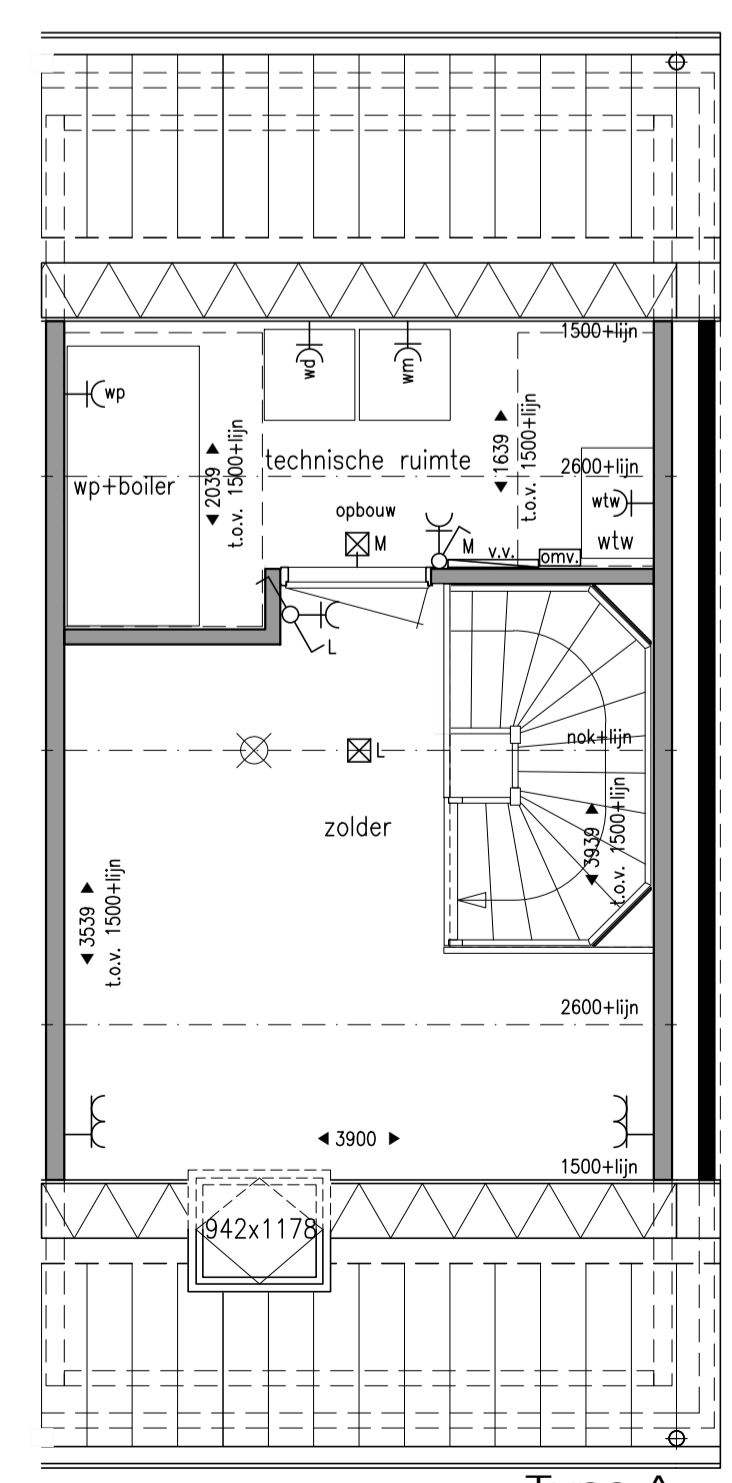 1500+lijn
wd
wm
wp
2039
t.o.v. 1500+lijn
1639
t.o.v. 1500+lijn
technische ruimte
2600+lijn
wp+boiler
wtw
opbouw
wtw
M
M
v.v.
omv.
L
nok+lijn
L
zolder
3939
t.o.v. 1500+lijn
3539
t.o.v. 1500+lijn
2600+lijn
3900
1500+lijn
942x1178